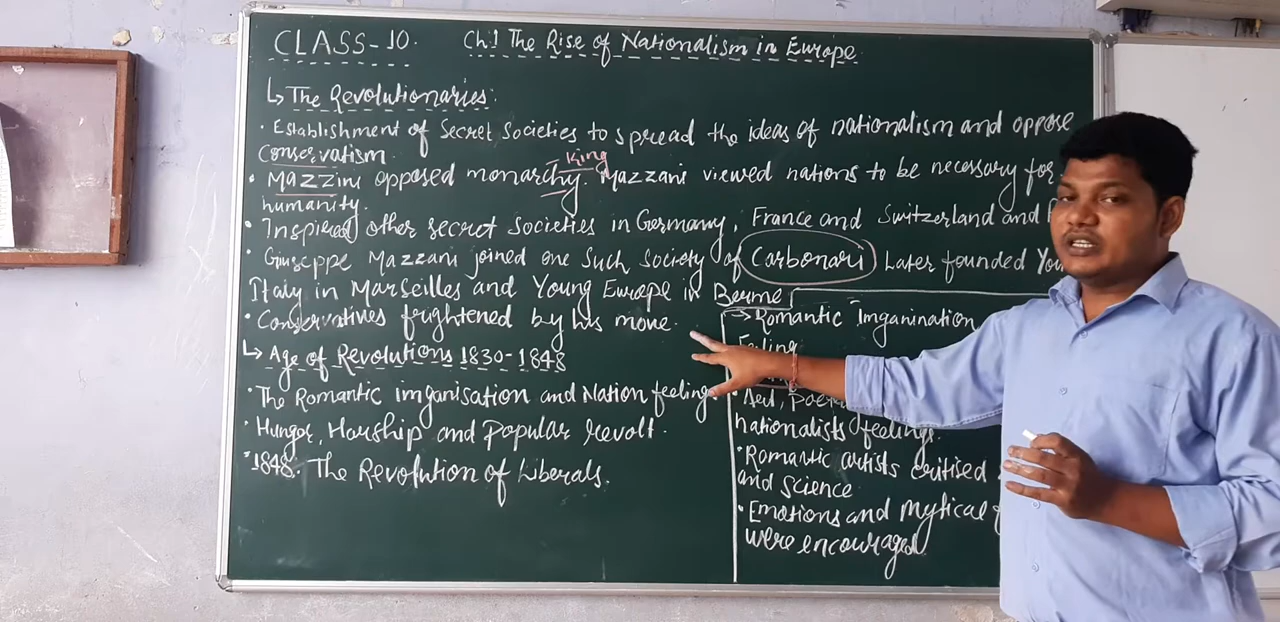 CLASS-10. Ch.1 The Rise of Nationalism in Europe
↳ The Revolutionaries:
• Establishment of Secret Societies to spread the ideas of nationalism and oppose
Conservatism.
King
• Mazzini opposed monarchy. Mazzani viewed nations to be necessary for
humanity.
• Inspired other secret societies in Germany, France and Switzerland and
• Giuseppe Mazzani joined one such society of Carbonari Later founded You
Italy in Marseilles and Young Europe in Berne
• Conservatives frightened by his move.
↳ Age of Revolutions 1830-1848
• The Romantic imganisation and Nation feeling.
• Hunger, Harship and Popular revolt.
• 1848: The Revolution of Liberals.
→ Romantic Imganination
Feeling
• Art, Poet
nationalists feelings.
• Romantic artists critised
and science
• Emotions and Mytical
were encouraged.